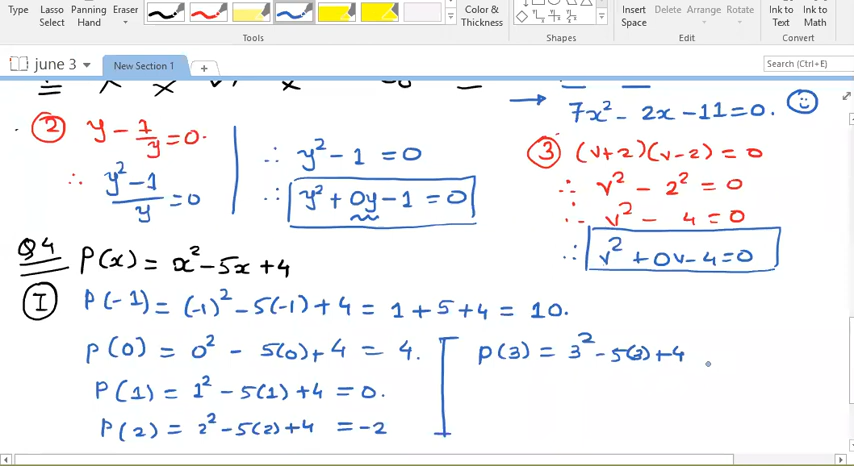 Type Lasso Select Panning Hand Eraser Color & Thickness Insert Space Delete Arrange Rotate Ink to Text Ink to Math
Tools Shapes Edit Convert
june 3 New Section 1 + Search (Ctrl+E)
→ 7x² - 2x - 11 = 0.
② y - 1/y = 0.
∴ (y² - 1)/y = 0
∴ y² - 1 = 0
∴ y² + 0y - 1 = 0
③ (v+2)(v-2) = 0
∴ v² - 2² = 0
∴ v² - 4 = 0
∴ v² + 0v - 4 = 0
Q4 P(x) = x² - 5x + 4
Ⓘ P(-1) = (-1)² - 5(-1) + 4 = 1 + 5 + 4 = 10.
P(0) = 0² - 5(0) + 4 = 4.
P(1) = 1² - 5(1) + 4 = 0.
P(2) = 2² - 5(2) + 4 = -2
P(3) = 3² - 5(3) + 4